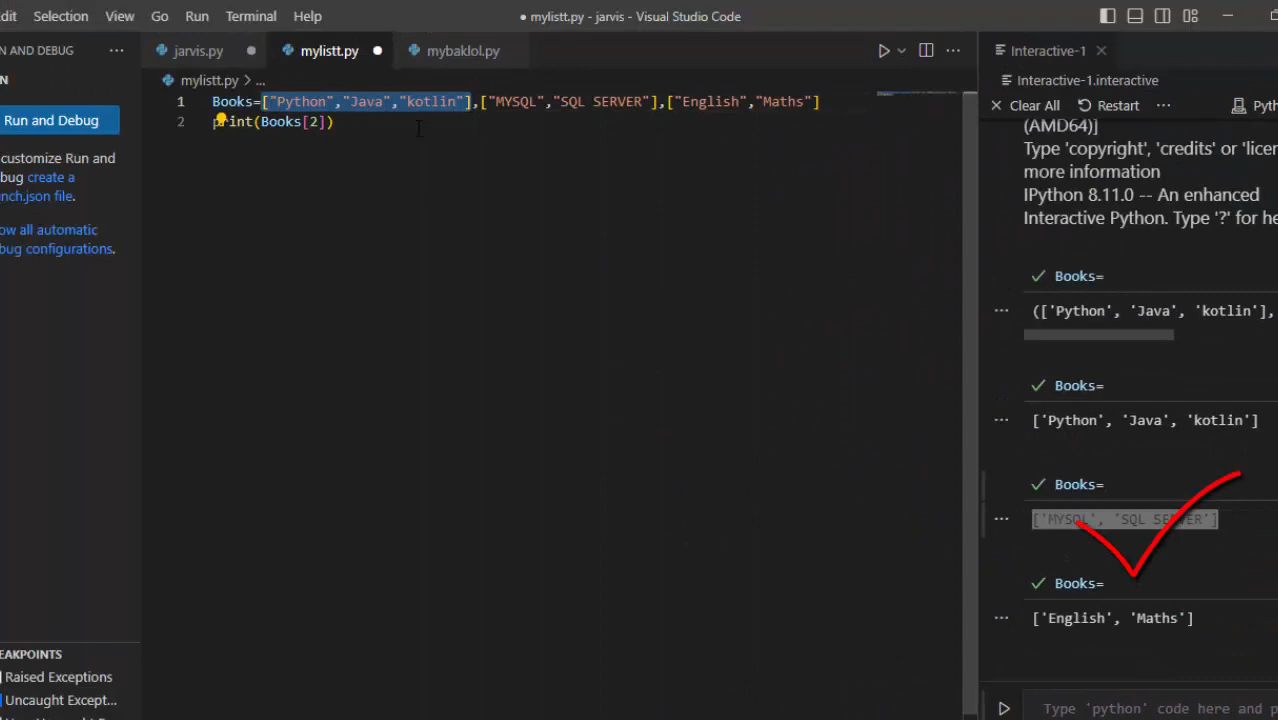 dit Selection View Go Run Terminal Help
mylistt.py - jarvis - Visual Studio Code
N AND DEBUG ...
jarvis.py mylistt.py mybaklol.py
Interactive-1
mylistt.py > ...
Interactive-1.interactive
N
1 Books=["Python","Java","kotlin"],["MYSQL","SQL SERVER"],["English","Maths"]
2 print(Books[2])
Clear All Restart ... Pyth
Run and Debug
customize Run and
bug create a
nch.json file.
ow all automatic
bug configurations.
(AMD64)]
Type 'copyright', 'credits' or 'licen
more information
IPython 8.11.0 -- An enhanced
Interactive Python. Type '?' for he
Books=
(['Python', 'Java', 'kotlin'],
Books=
['Python', 'Java', 'kotlin']
Books=
['MYSQL', 'SQL SERVER']
Books=
['English', 'Maths']
EAKPOINTS
Raised Exceptions
Uncaught Except...
Type 'python' code here and p